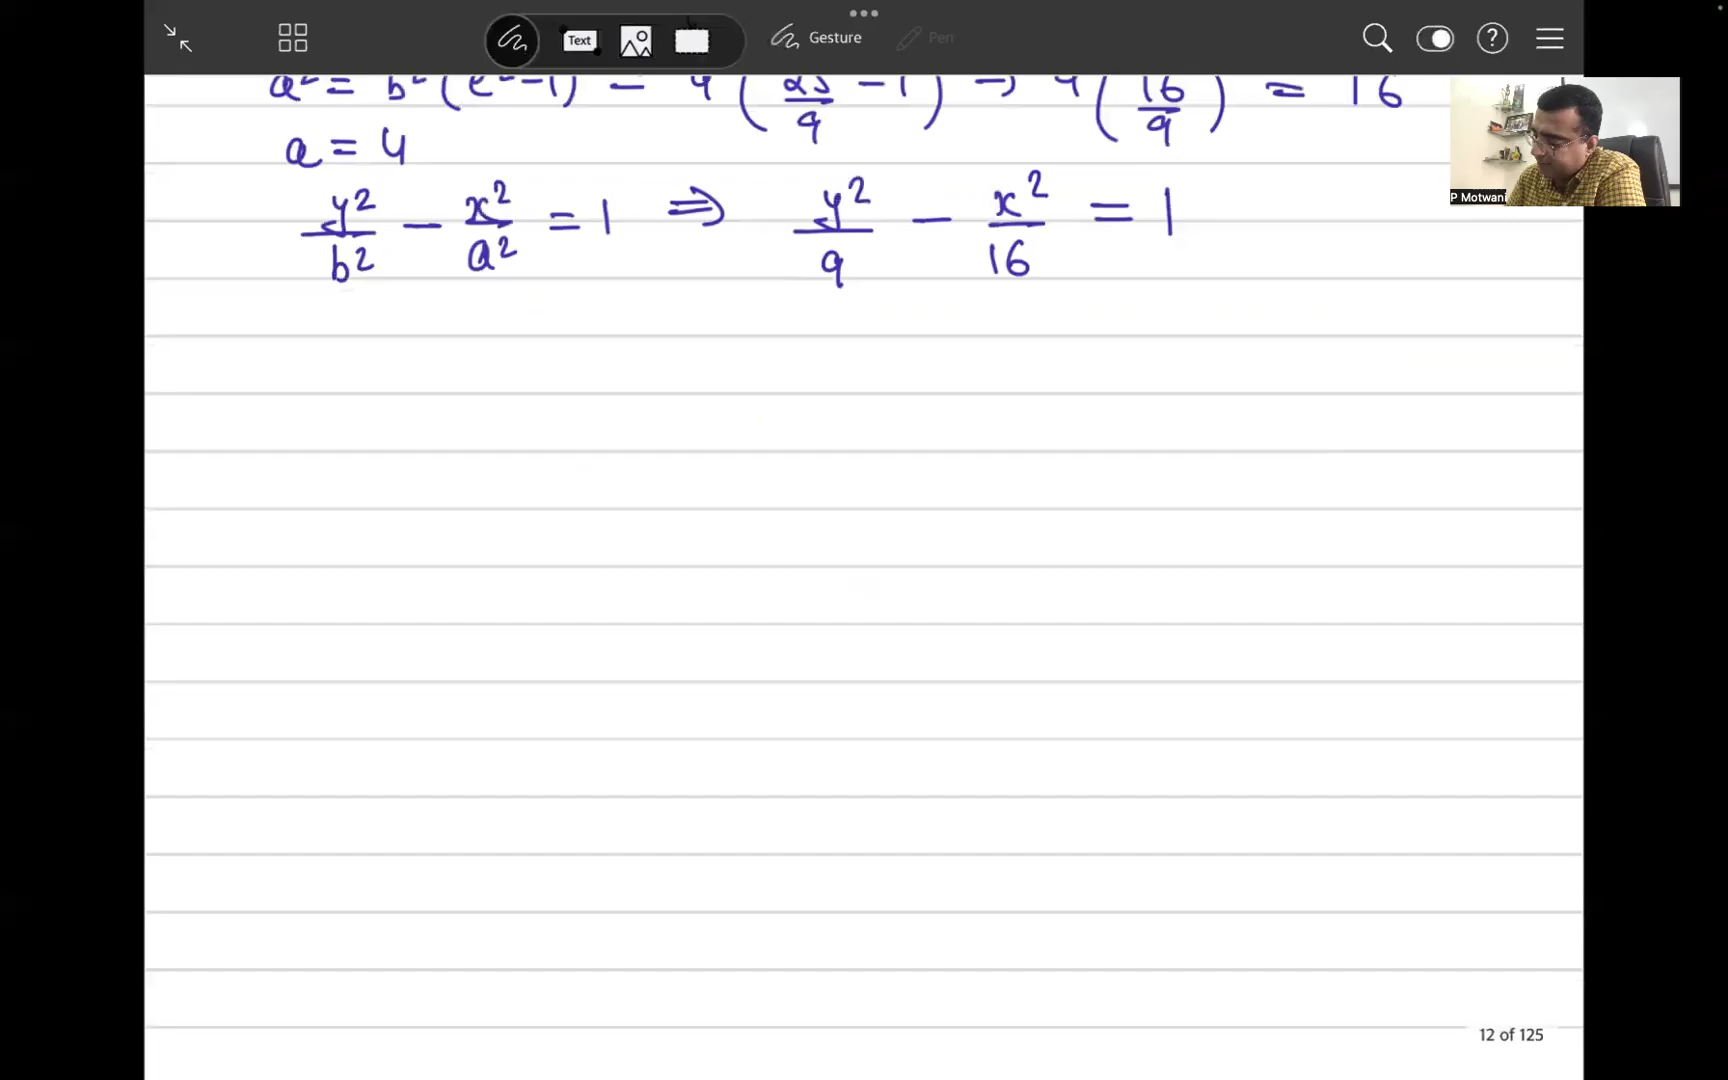 Text Gesture Pen ?
a² = b²(e²-1) = 9(25/9 - 1) → 9(16/9) = 16
a = 4
P Motwani
y²/b² - x²/a² = 1 ⇒ y²/9 - x²/16 = 1
12 of 125